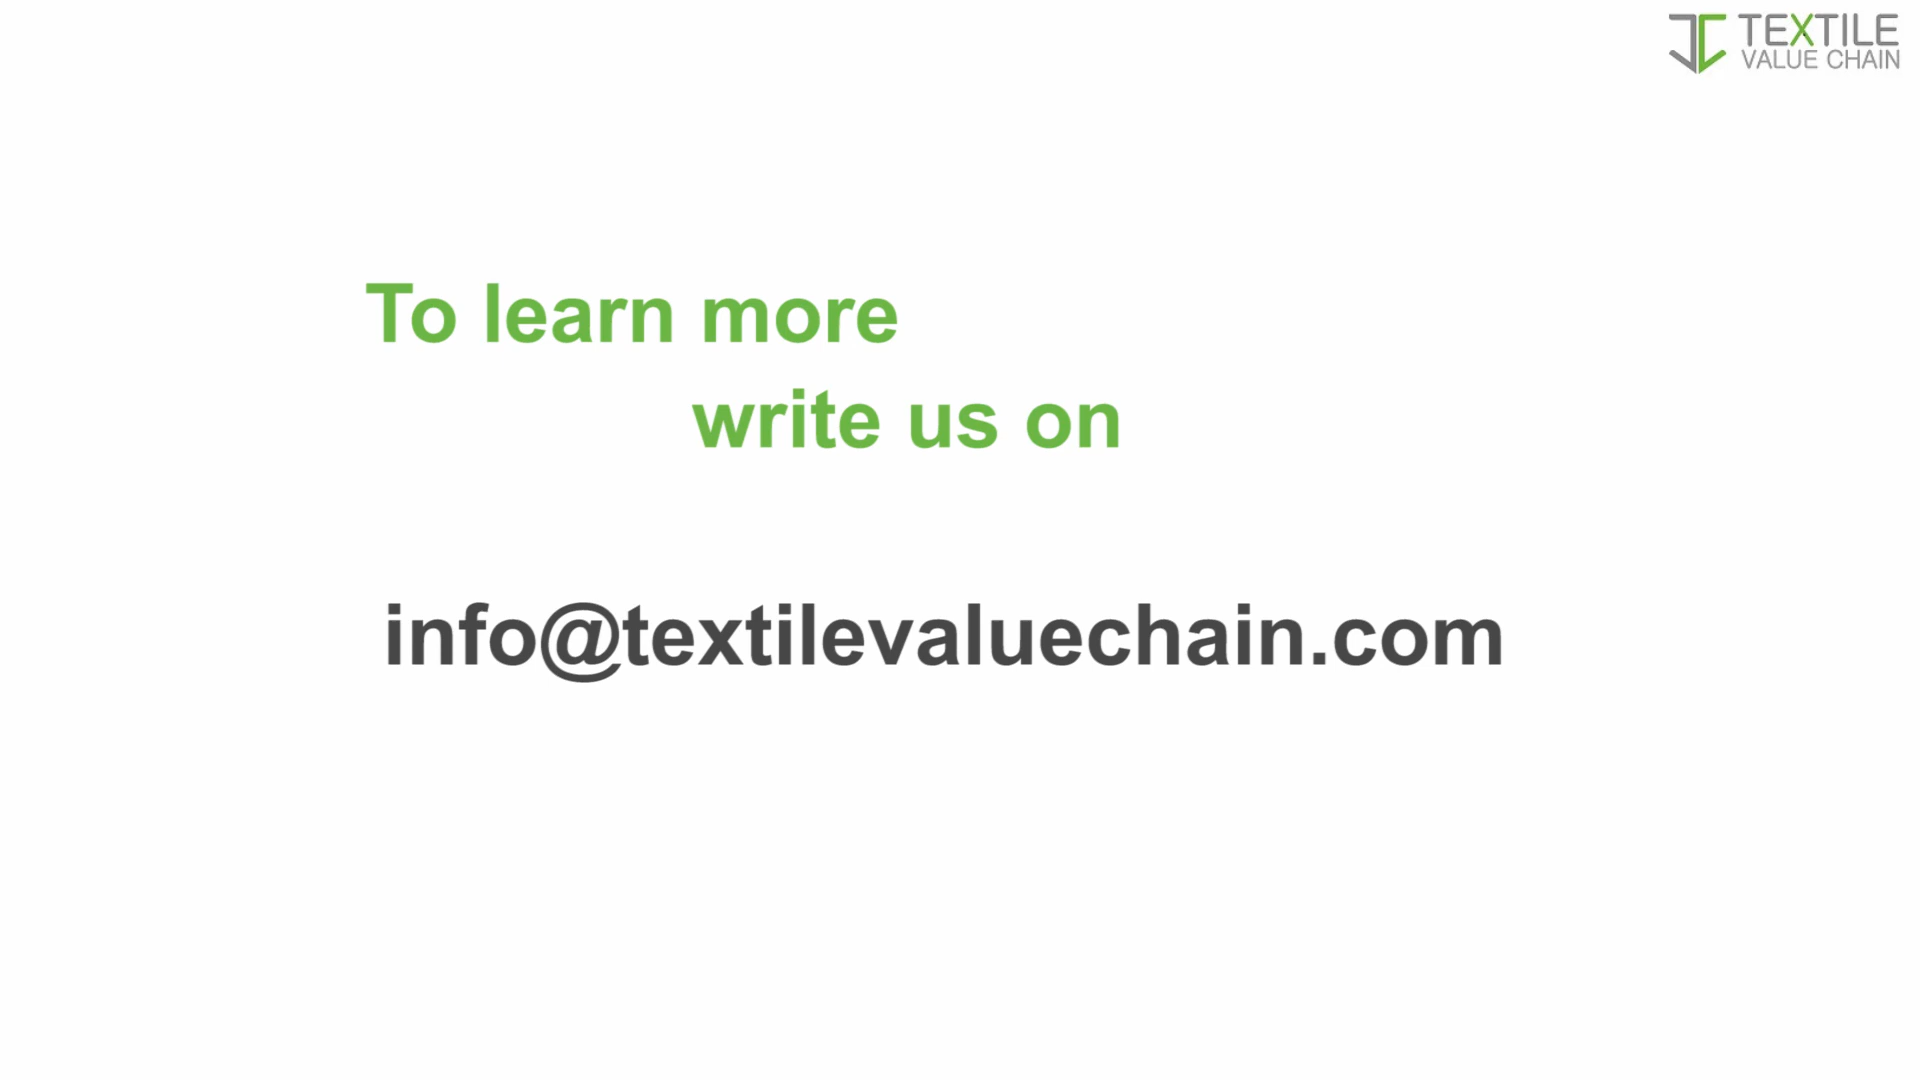 TEXTILE
VALUE CHAIN
To learn more
write us on
info@textilevaluechain.com